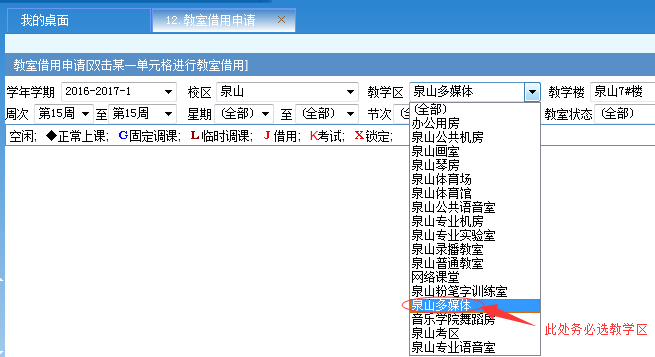 我的桌面 12.教室借用申请 ×
教室借用申请[双击某一单元格进行教室借用]
学年学期 2016-2017-1 校区 泉山 教学区 泉山多媒体 教学楼 泉山7#楼
周次 第15周 至 第15周 星期 (全部) 至 (全部) 节次 教室状态 (全部)
空闲; ◆正常上课; G固定调课; L临时调课; J 借用; K考试; X锁定;
(全部)
办公用房
泉山公共机房
泉山画室
泉山琴房
泉山体育场
泉山体育馆
泉山公共语音室
泉山专业机房
泉山专业实验室
泉山录播教室
泉山普通教室
网络课堂
泉山粉笔字训练室
泉山多媒体
音乐学院舞蹈房
泉山考区
泉山专业语音室
此处务必选教学区